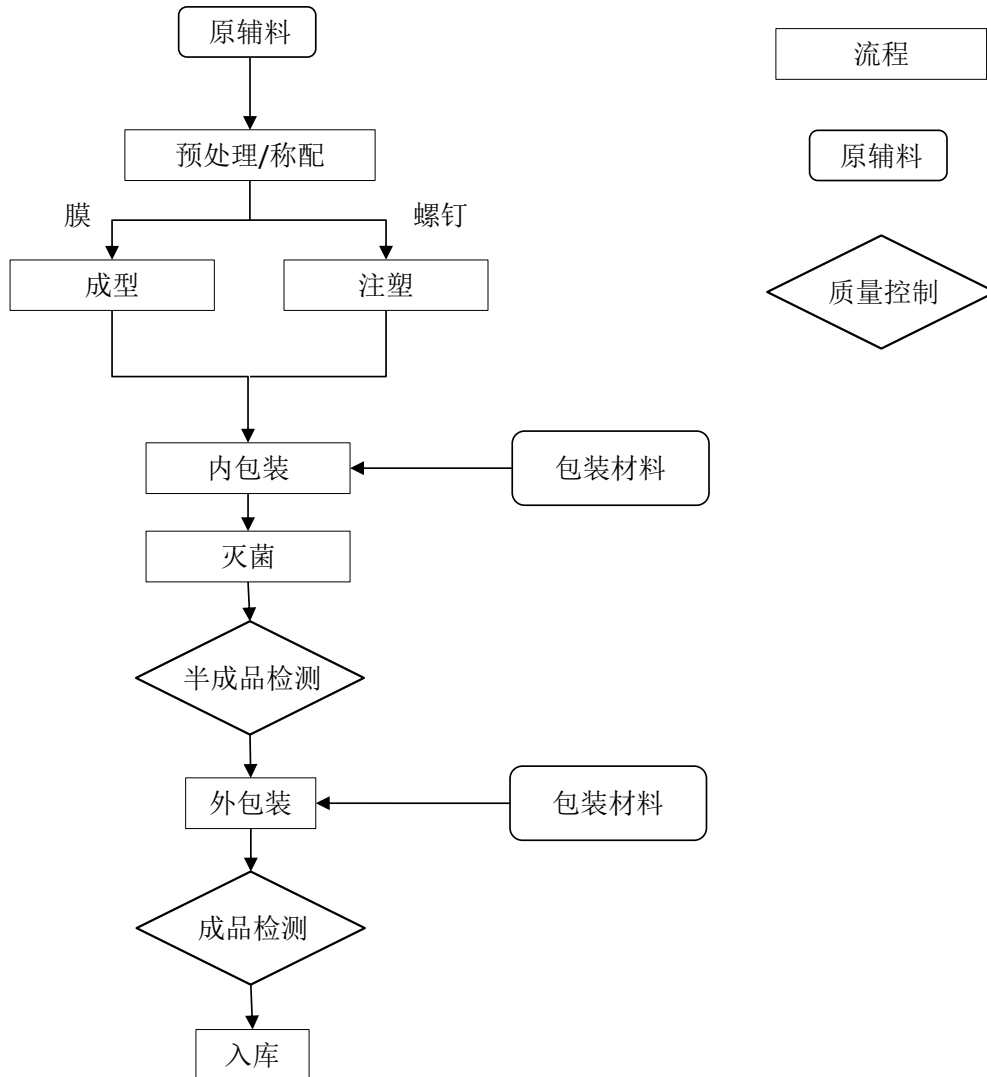 原辅料
流程
预处理/称配
原辅料
膜
螺钉
成型
注塑
质量控制
内包装
包装材料
灭菌
半成品检测
外包装
包装材料
成品检测
入库